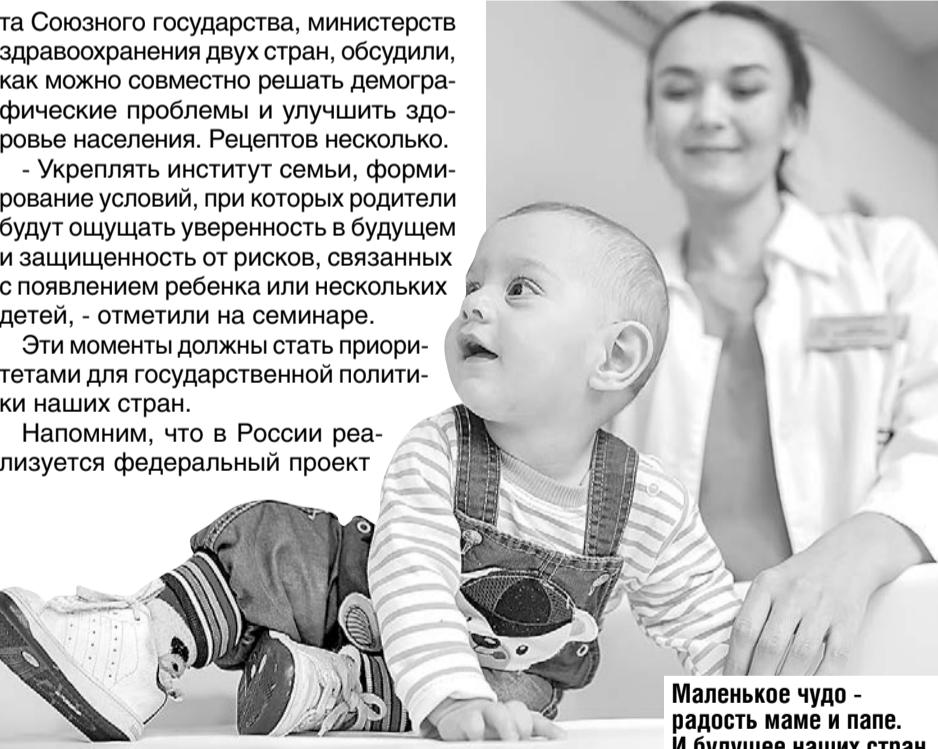 та Союзного государства, министерств
здравоохранения двух стран, обсудили,
как можно совместно решать демогра-
фические проблемы и улучшить здо-
ровье населения. Рецептов несколько.
- Укреплять институт семьи, форми-
рование условий, при которых родители
будут ощущать уверенность в будущем
и защищенность от рисков, связанных
с появлением ребенка или нескольких
детей, - отметили на семинаре.
Эти моменты должны стать приори-
тетами для государственной полити-
ки наших стран.
Напомним, что в России реа-
лизуется федеральный проект
Маленькое чудо -
радость маме и папе.
И будущее наших стран